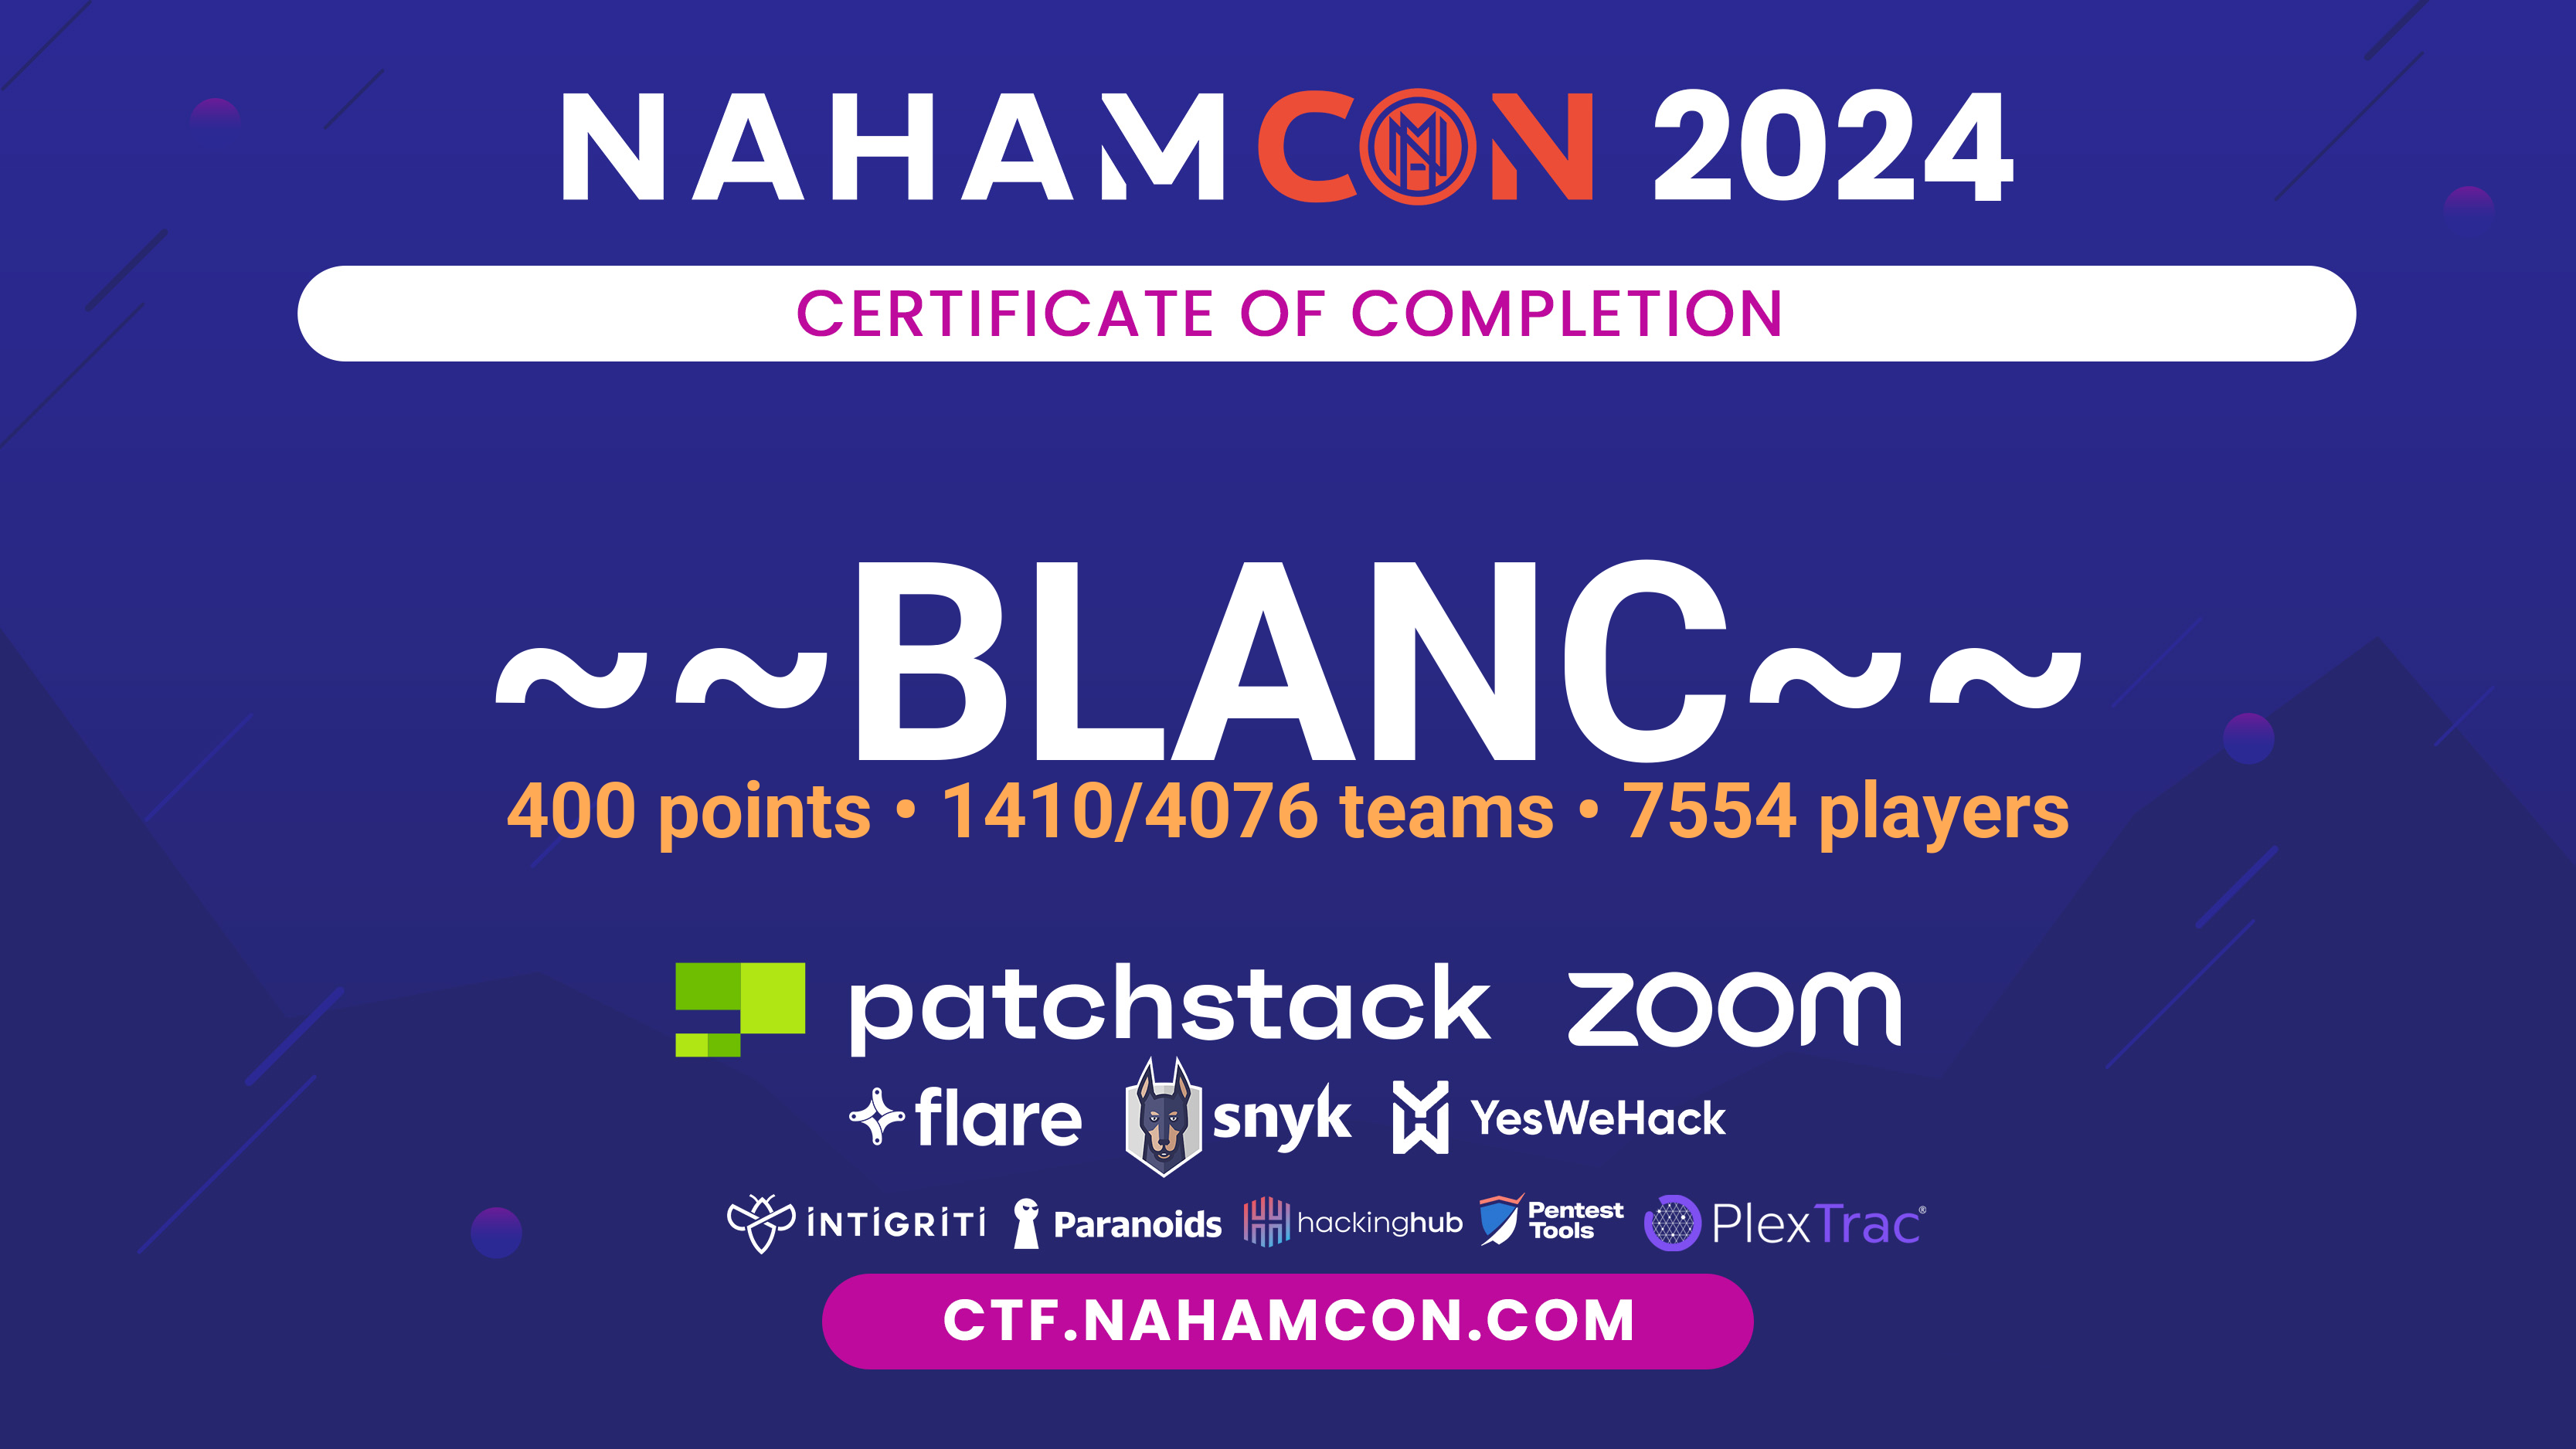 NAHAMCON 2024
CERTIFICATE OF COMPLETION
~~BLANC~~
400 points • 1410/4076 teams • 7554 players
patchstack zoom
flare snyk YesWeHack
INTIGRITI Paranoids hackinghub Pentest Tools PlexTrac®
CTF.NAHAMCON.COM